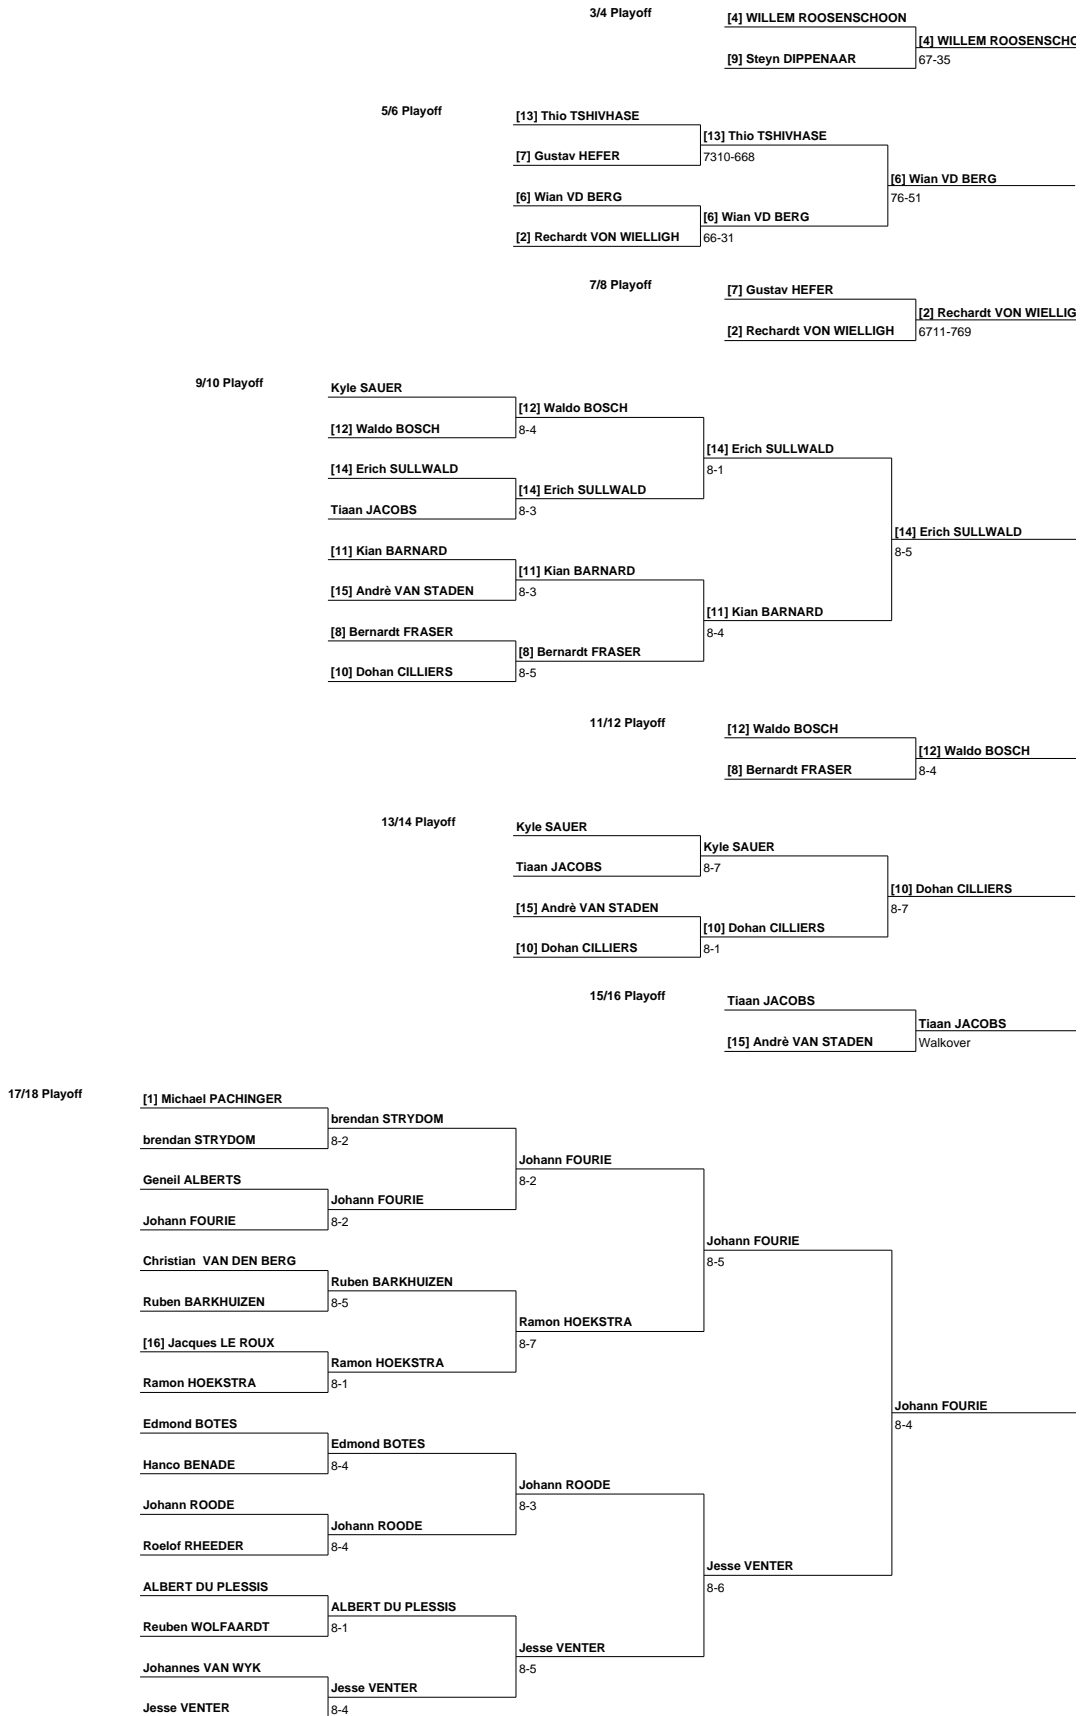 3/4 Playoff
[4] WILLEM ROOSENSCHOON
[4] WILLEM ROOSENSCHO
[9] Steyn DIPPENAAR
67-35
5/6 Playoff
[13] Thio TSHIVHASE
[13] Thio TSHIVHASE
[7] Gustav HEFER
7310-668
[6] Wian VD BERG
76-51
[6] Wian VD BERG
[6] Wian VD BERG
[2] Rechardt VON WIELLIGH
66-31
7/8 Playoff
[7] Gustav HEFER
[2] Rechardt VON WIELLIG
[2] Rechardt VON WIELLIGH
6711-769
9/10 Playoff
Kyle SAUER
[12] Waldo BOSCH
[12] Waldo BOSCH
8-4
[14] Erich SULLWALD
8-1
[14] Erich SULLWALD
[14] Erich SULLWALD
Tiaan JACOBS
8-3
[14] Erich SULLWALD
8-5
[11] Kian BARNARD
[11] Kian BARNARD
[15] Andrè VAN STADEN
8-3
[11] Kian BARNARD
8-4
[8] Bernardt FRASER
[8] Bernardt FRASER
[10] Dohan CILLIERS
8-5
11/12 Playoff
[12] Waldo BOSCH
[12] Waldo BOSCH
[8] Bernardt FRASER
8-4
13/14 Playoff
Kyle SAUER
Kyle SAUER
Tiaan JACOBS
8-7
[10] Dohan CILLIERS
8-7
[15] Andrè VAN STADEN
[10] Dohan CILLIERS
[10] Dohan CILLIERS
8-1
15/16 Playoff
Tiaan JACOBS
Tiaan JACOBS
[15] Andrè VAN STADEN
Walkover
17/18 Playoff
[1] Michael PACHINGER
brendan STRYDOM
brendan STRYDOM
8-2
Johann FOURIE
8-2
Geneil ALBERTS
Johann FOURIE
Johann FOURIE
8-2
Johann FOURIE
8-5
Christian  VAN DEN BERG
Ruben BARKHUIZEN
Ruben BARKHUIZEN
8-5
Ramon HOEKSTRA
8-7
[16] Jacques LE ROUX
Ramon HOEKSTRA
Ramon HOEKSTRA
8-1
Johann FOURIE
8-4
Edmond BOTES
Edmond BOTES
Hanco BENADE
8-4
Johann ROODE
8-3
Johann ROODE
Johann ROODE
Roelof RHEEDER
8-4
Jesse VENTER
8-6
ALBERT DU PLESSIS
ALBERT DU PLESSIS
Reuben WOLFAARDT
8-1
Jesse VENTER
8-5
Johannes VAN WYK
Jesse VENTER
Jesse VENTER
8-4